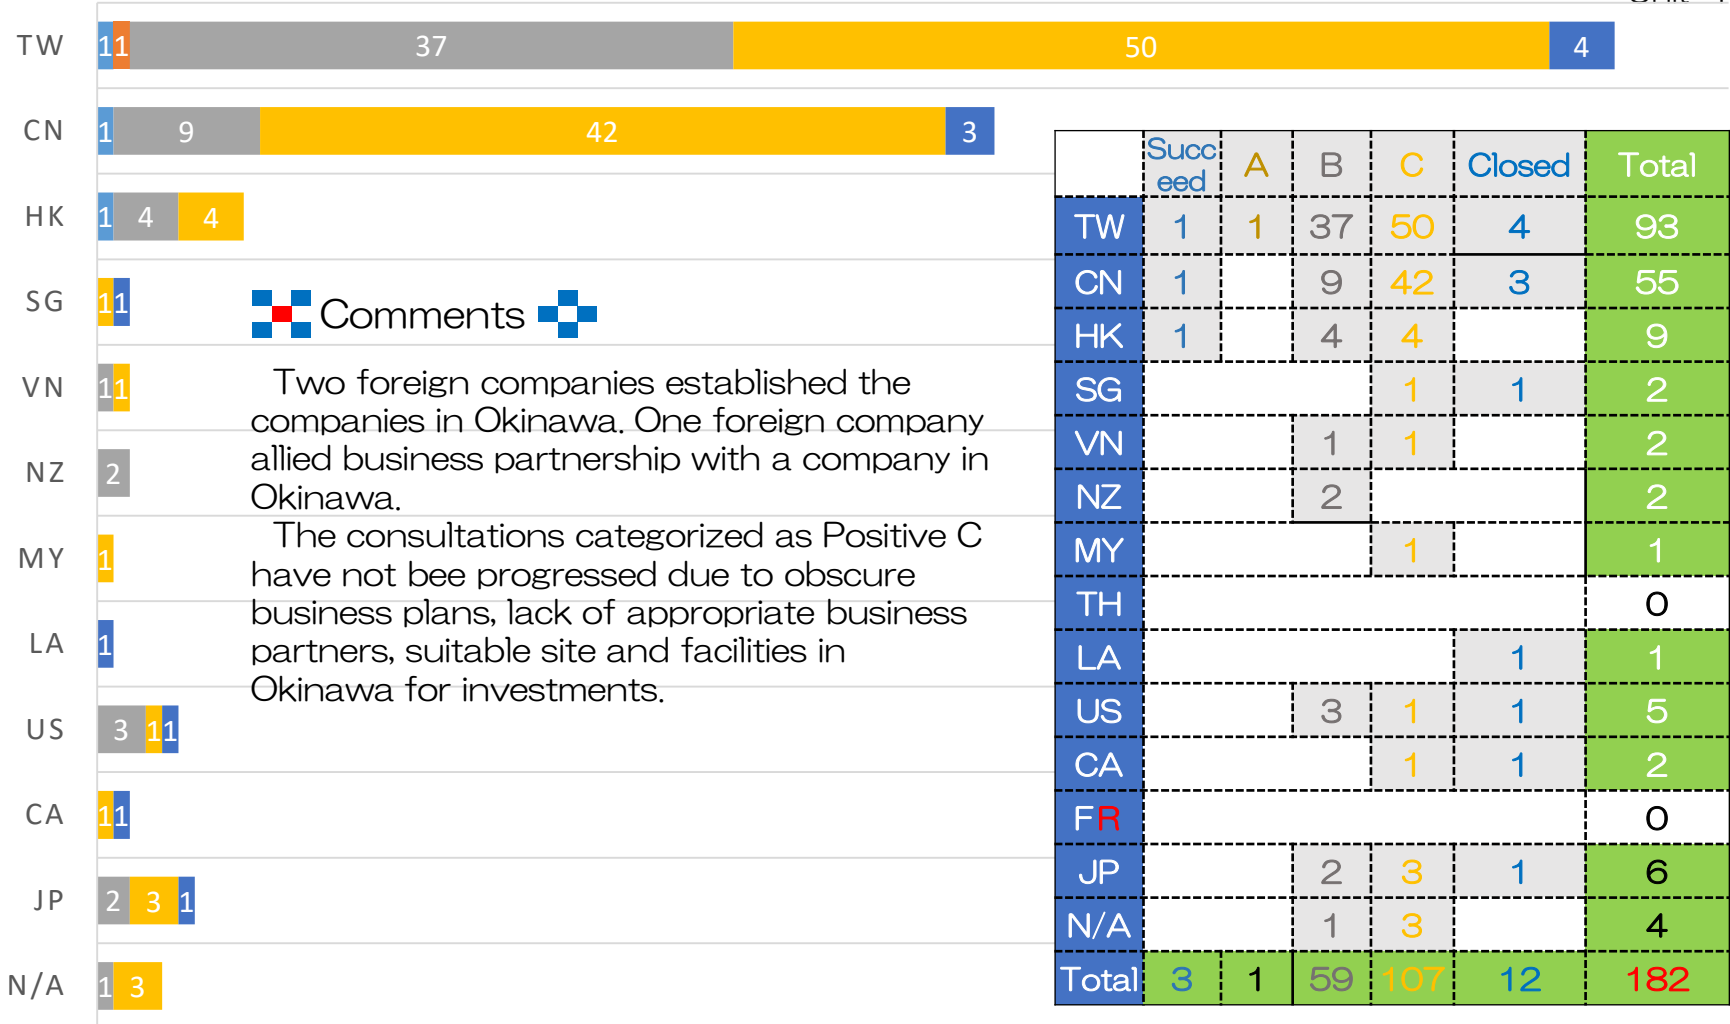 TW 1 1 37 50 4
CN 1 9 42 3
HK 1 4 4
SG 1 1
VN 1 1
NZ 2
MY 1
LA 1
US 3 1 1
CA 1 1
JP 2 3 1
N/A 1 3
Comments
Two foreign companies established the
companies in Okinawa. One foreign company
allied business partnership with a company in
Okinawa.
The consultations categorized as Positive C
have not bee progressed due to obscure
business plans, lack of appropriate business
partners, suitable site and facilities in
Okinawa for investments.
Succ
eed A B C Closed Total
TW 1 1 37 50 4 93
CN 1 9 42 3 55
HK 1 4 4 9
SG 1 1 2
VN 1 1 2
NZ 2 2
MY 1 1
TH 0
LA 1 1
US 3 1 1 5
CA 1 1 2
FR 0
JP 2 3 1 6
N/A 1 3 4
Total 3 1 59 107 12 182